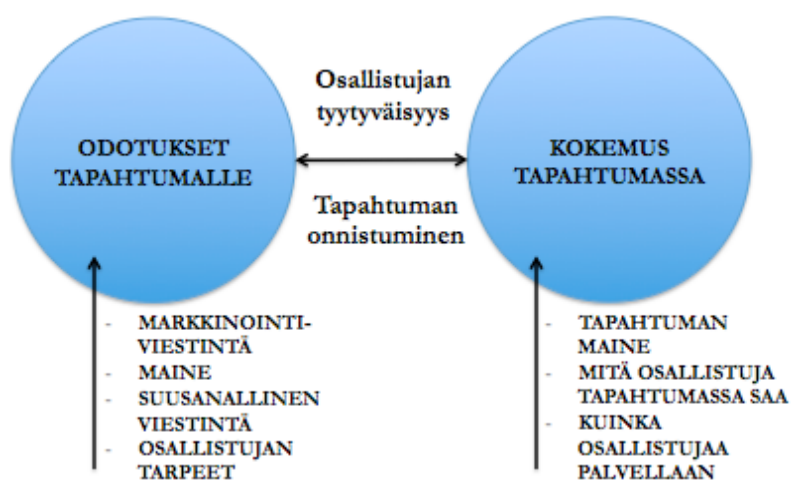 ODOTUKSET
TAPAHTUMALLE
Osallistujan
tyytyväisyys
Tapahtuman
onnistuminen
KOKEMUS
TAPAHTUMASSA
- MARKKINOINTI-
VIESTINTÄ
- MAINE
- SUUSANALLINEN
VIESTINTÄ
- OSALLISTUJAN
TARPEET
- TAPAHTUMAN
MAINE
- MITÄ OSALLISTUJA
TAPAHTUMASSA SAA
- KUINKA
OSALLISTUJAA
PALVELLAAN